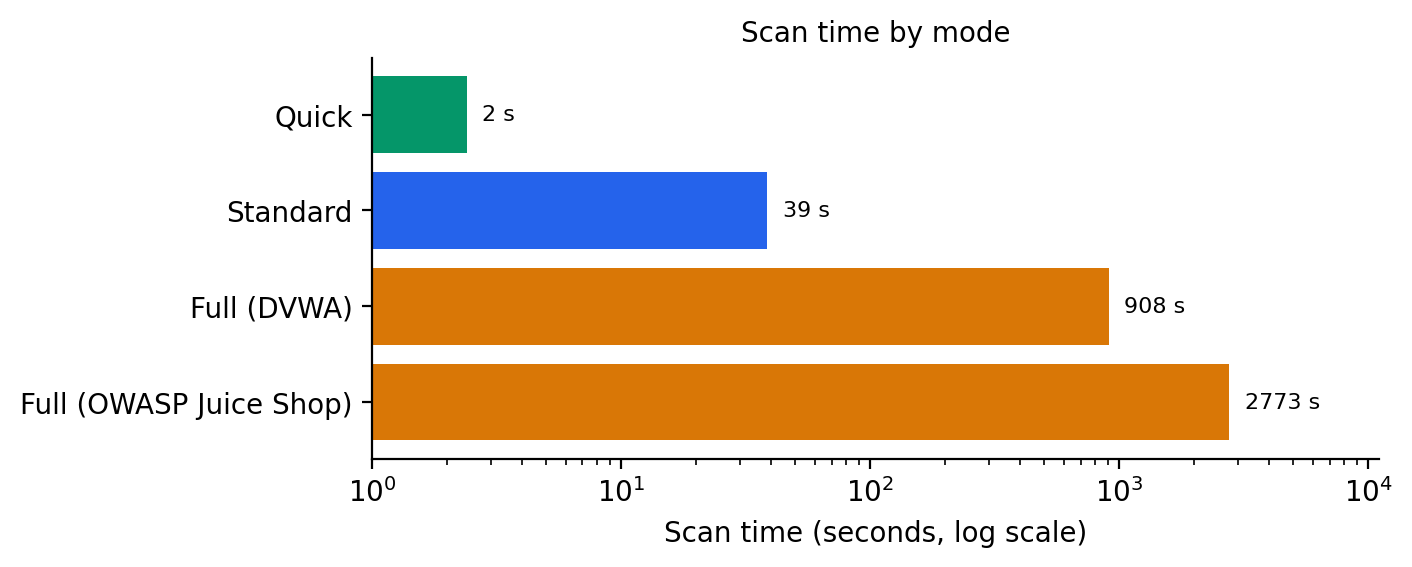 Scan time by mode
Quick
2 s
Standard
39 s
Full (DVWA)
908 s
Full (OWASP Juice Shop)
2773 s
10⁰ 10¹ 10² 10³ 10⁴
Scan time (seconds, log scale)